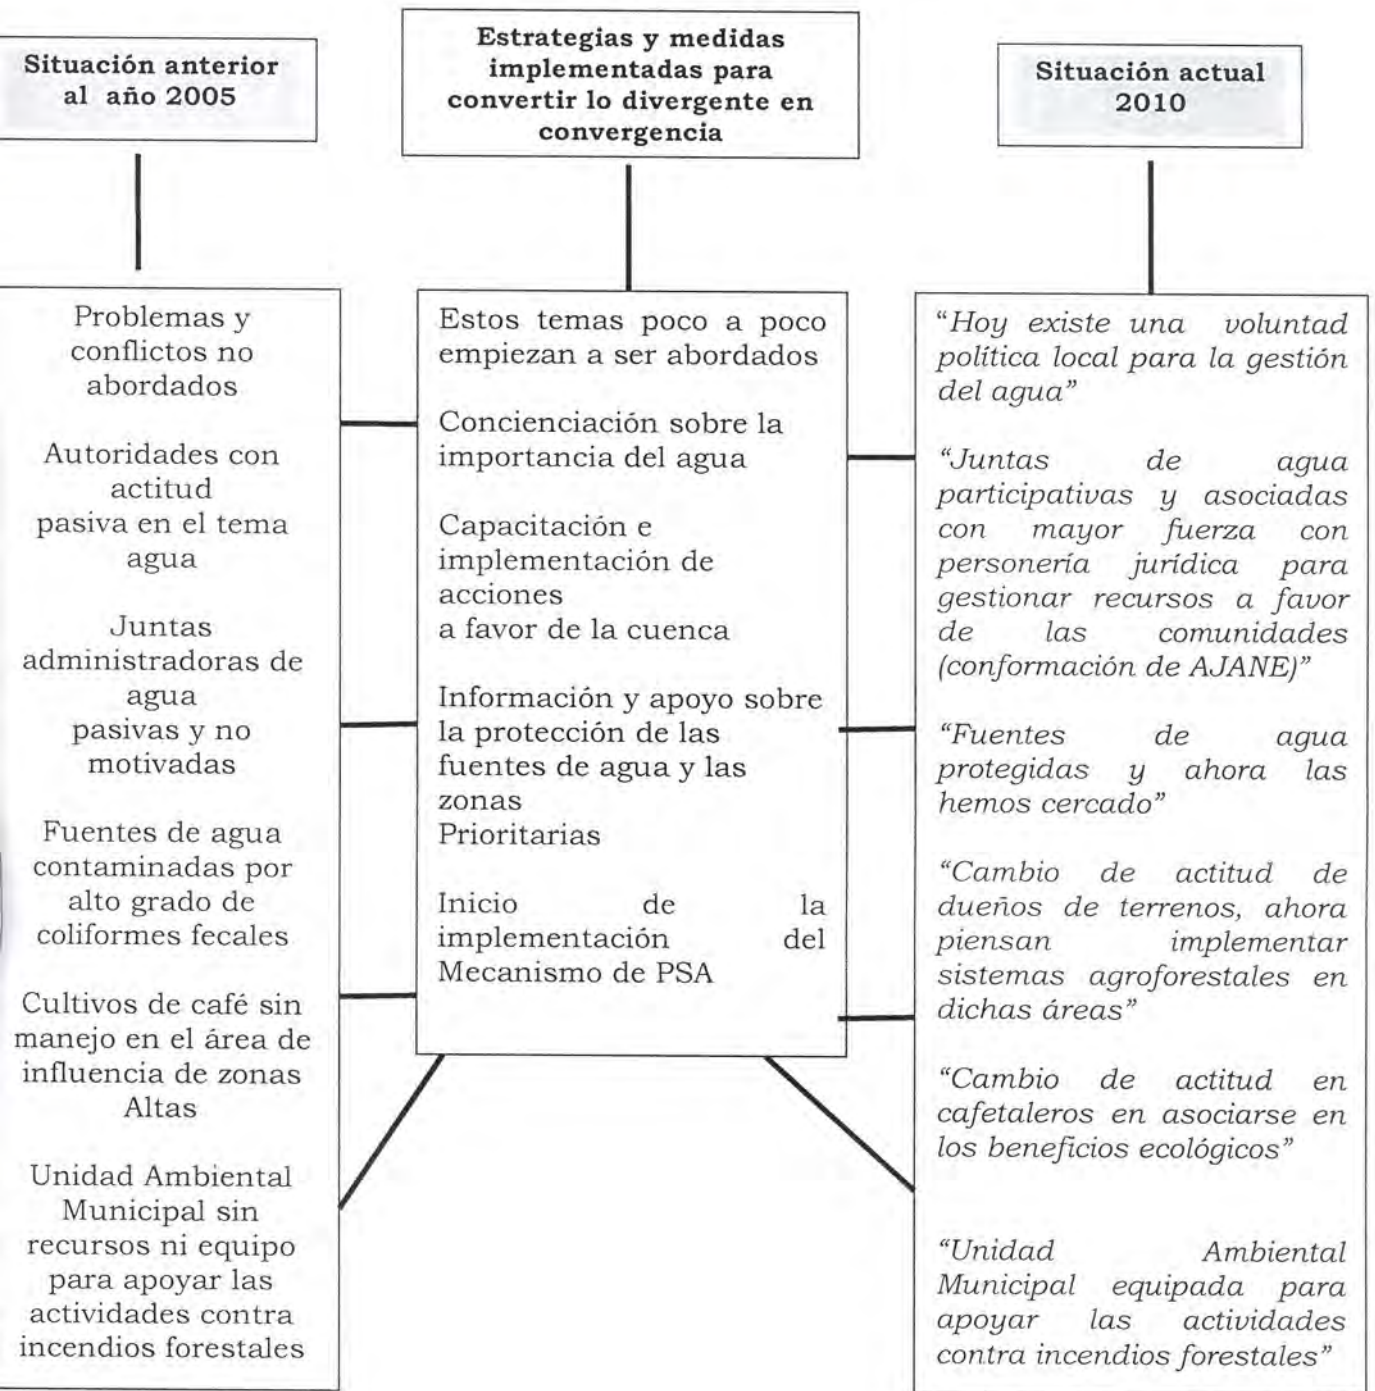 Situación anterior
al año 2005
Estrategias y medidas
implementadas para
convertir lo divergente en
convergencia
Situación actual
2010
Problemas y
conflictos no
abordados
Autoridades con
actitud
pasiva en el tema
agua
Juntas
administradoras de
agua
pasivas y no
motivadas
Fuentes de agua
contaminadas por
alto grado de
coliformes fecales
Cultivos de café sin
manejo en el área de
influencia de zonas
Altas
Unidad Ambiental
Municipal sin
recursos ni equipo
para apoyar las
actividades contra
incendios forestales
Estos temas poco a poco
empiezan a ser abordados
Concienciación sobre la
importancia del agua
Capacitación e
implementación de
acciones
a favor de la cuenca
Información y apoyo sobre
la protección de las
fuentes de agua y las
zonas
Prioritarias
Inicio de la
implementación del
Mecanismo de PSA
“Hoy existe una voluntad
política local para la gestión
del agua”
“Juntas de agua
participativas y asociadas
con mayor fuerza con
personería jurídica para
gestionar recursos a favor
de las comunidades
(conformación de AJANE)”
“Fuentes de agua
protegidas y ahora las
hemos cercado”
“Cambio de actitud de
dueños de terrenos, ahora
piensan implementar
sistemas agroforestales en
dichas áreas”
“Cambio de actitud en
cafetaleros en asociarse en
los beneficios ecológicos”
“Unidad Ambiental
Municipal equipada para
apoyar las actividades
contra incendios forestales”